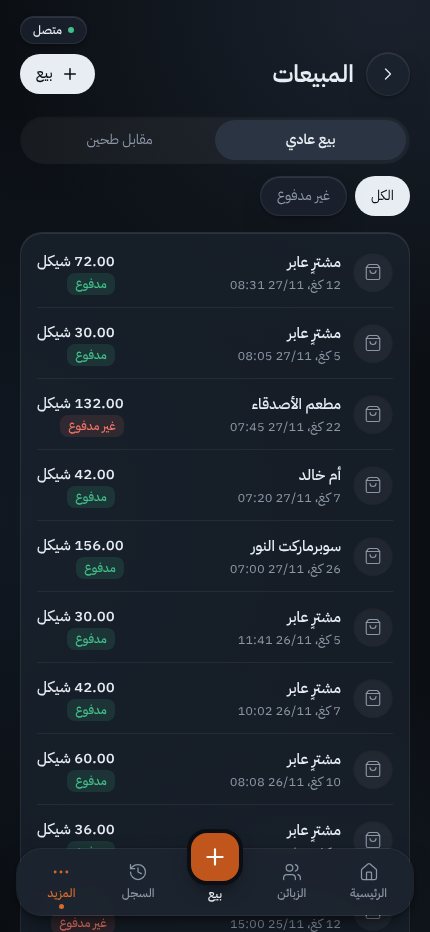 متصل
المبيعات
بيع
بيع عادي
مقابل طحين
الكل
غير مدفوع
مشترٍ عابر
72.00 شيكل
12 كغ، 27/11 08:31
مدفوع
مشترٍ عابر
30.00 شيكل
5 كغ، 27/11 08:05
مدفوع
مطعم الأصدقاء
132.00 شيكل
22 كغ، 27/11 07:45
غير مدفوع
أم خالد
42.00 شيكل
7 كغ، 27/11 07:20
مدفوع
سوبرماركت النور
156.00 شيكل
26 كغ، 27/11 07:00
مدفوع
مشترٍ عابر
30.00 شيكل
5 كغ، 26/11 11:41
مدفوع
مشترٍ عابر
42.00 شيكل
7 كغ، 26/11 10:02
مدفوع
مشترٍ عابر
60.00 شيكل
10 كغ، 26/11 08:08
مدفوع
مشترٍ عابر
36.00 شيكل
12 كغ، 25/11 15:00
غير مدفوع
الرئيسية
الزبائن
بيع
السجل
المزيد